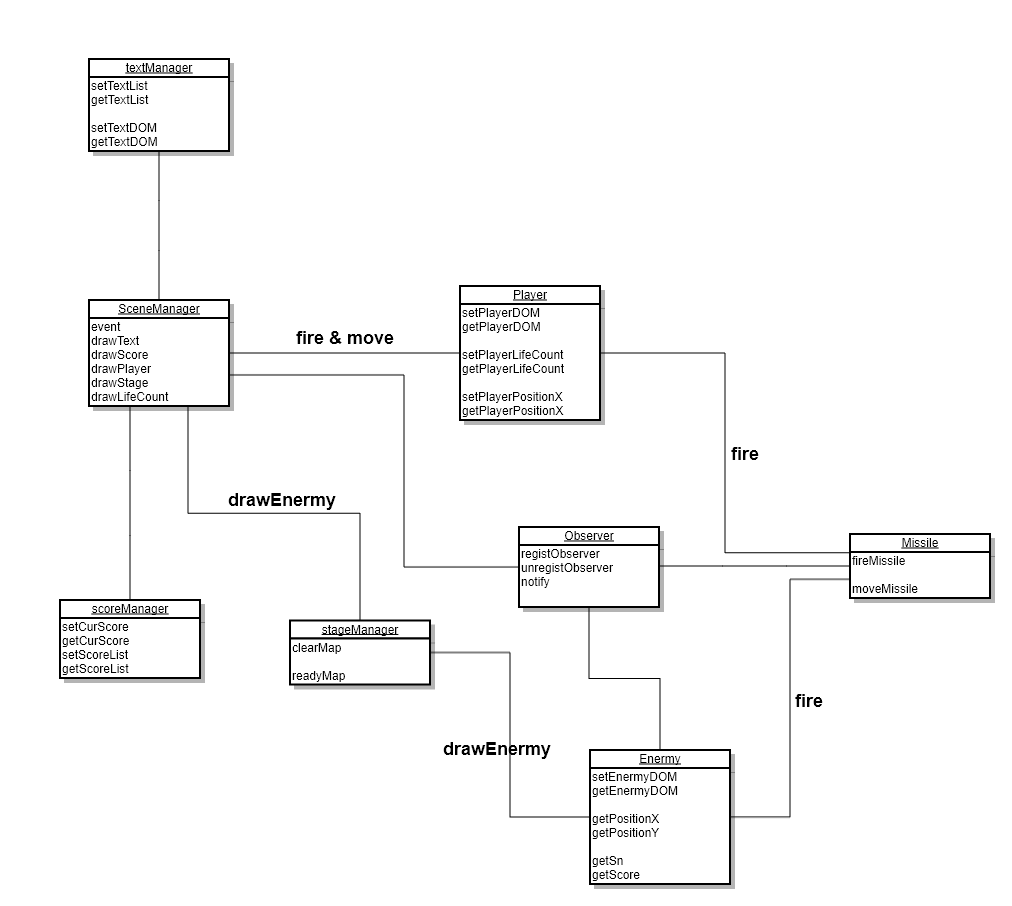 textManager
setTextList
getTextList
setTextDOM
getTextDOM
SceneManager
event
drawText
drawScore
drawPlayer
drawStage
drawLifeCount
fire & move
Player
setPlayerDOM
getPlayerDOM
setPlayerLifeCount
getPlayerLifeCount
setPlayerPositionX
getPlayerPositionX
fire
drawEnermy
Observer
registObserver
unregistObserver
notify
Missile
fireMissile
moveMissile
scoreManager
setCurScore
getCurScore
setScoreList
getScoreList
stageManager
clearMap
readyMap
fire
drawEnermy
Enermy
setEnermyDOM
getEnermyDOM
getPositionX
getPositionY
getSn
getScore